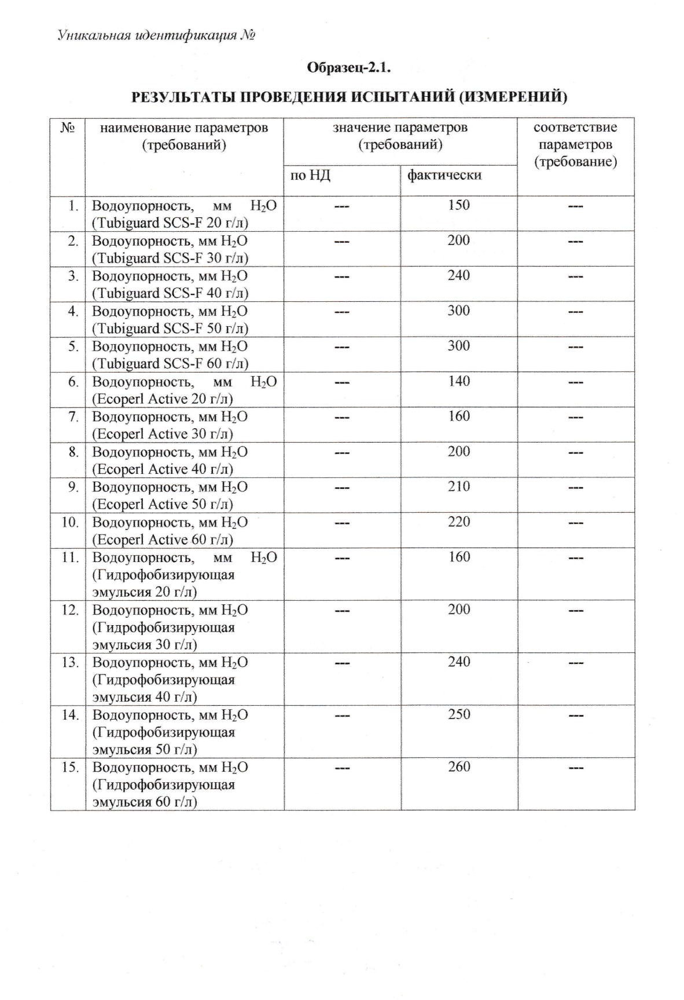 Уникальная идентификация №
Образец-2.1.
РЕЗУЛЬТАТЫ ПРОВЕДЕНИЯ ИСПЫТАНИЙ (ИЗМЕРЕНИЙ)
№ наименование параметров значение параметров соответствие
(требований) (требований) параметров
(требование)
по НД фактически
1. Водоупорность, мм H₂O --- 150 ---
(Tubiguard SCS-F 20 г/л)
2. Водоупорность, мм H₂O --- 200 ---
(Tubiguard SCS-F 30 г/л)
3. Водоупорность, мм H₂O --- 240 ---
(Tubiguard SCS-F 40 г/л)
4. Водоупорность, мм H₂O --- 300 ---
(Tubiguard SCS-F 50 г/л)
5. Водоупорность, мм H₂O --- 300 ---
(Tubiguard SCS-F 60 г/л)
6. Водоупорность, мм H₂O --- 140 ---
(Ecoperl Active 20 г/л)
7. Водоупорность, мм H₂O --- 160 ---
(Ecoperl Active 30 г/л)
8. Водоупорность, мм H₂O --- 200 ---
(Ecoperl Active 40 г/л)
9. Водоупорность, мм H₂O --- 210 ---
(Ecoperl Active 50 г/л)
10. Водоупорность, мм H₂O --- 220 ---
(Ecoperl Active 60 г/л)
11. Водоупорность, мм H₂O --- 160 ---
(Гидрофобизирующая
эмульсия 20 г/л)
12. Водоупорность, мм H₂O --- 200 ---
(Гидрофобизирующая
эмульсия 30 г/л)
13. Водоупорность, мм H₂O --- 240 ---
(Гидрофобизирующая
эмульсия 40 г/л)
14. Водоупорность, мм H₂O --- 250 ---
(Гидрофобизирующая
эмульсия 50 г/л)
15. Водоупорность, мм H₂O --- 260 ---
(Гидрофобизирующая
эмульсия 60 г/л)